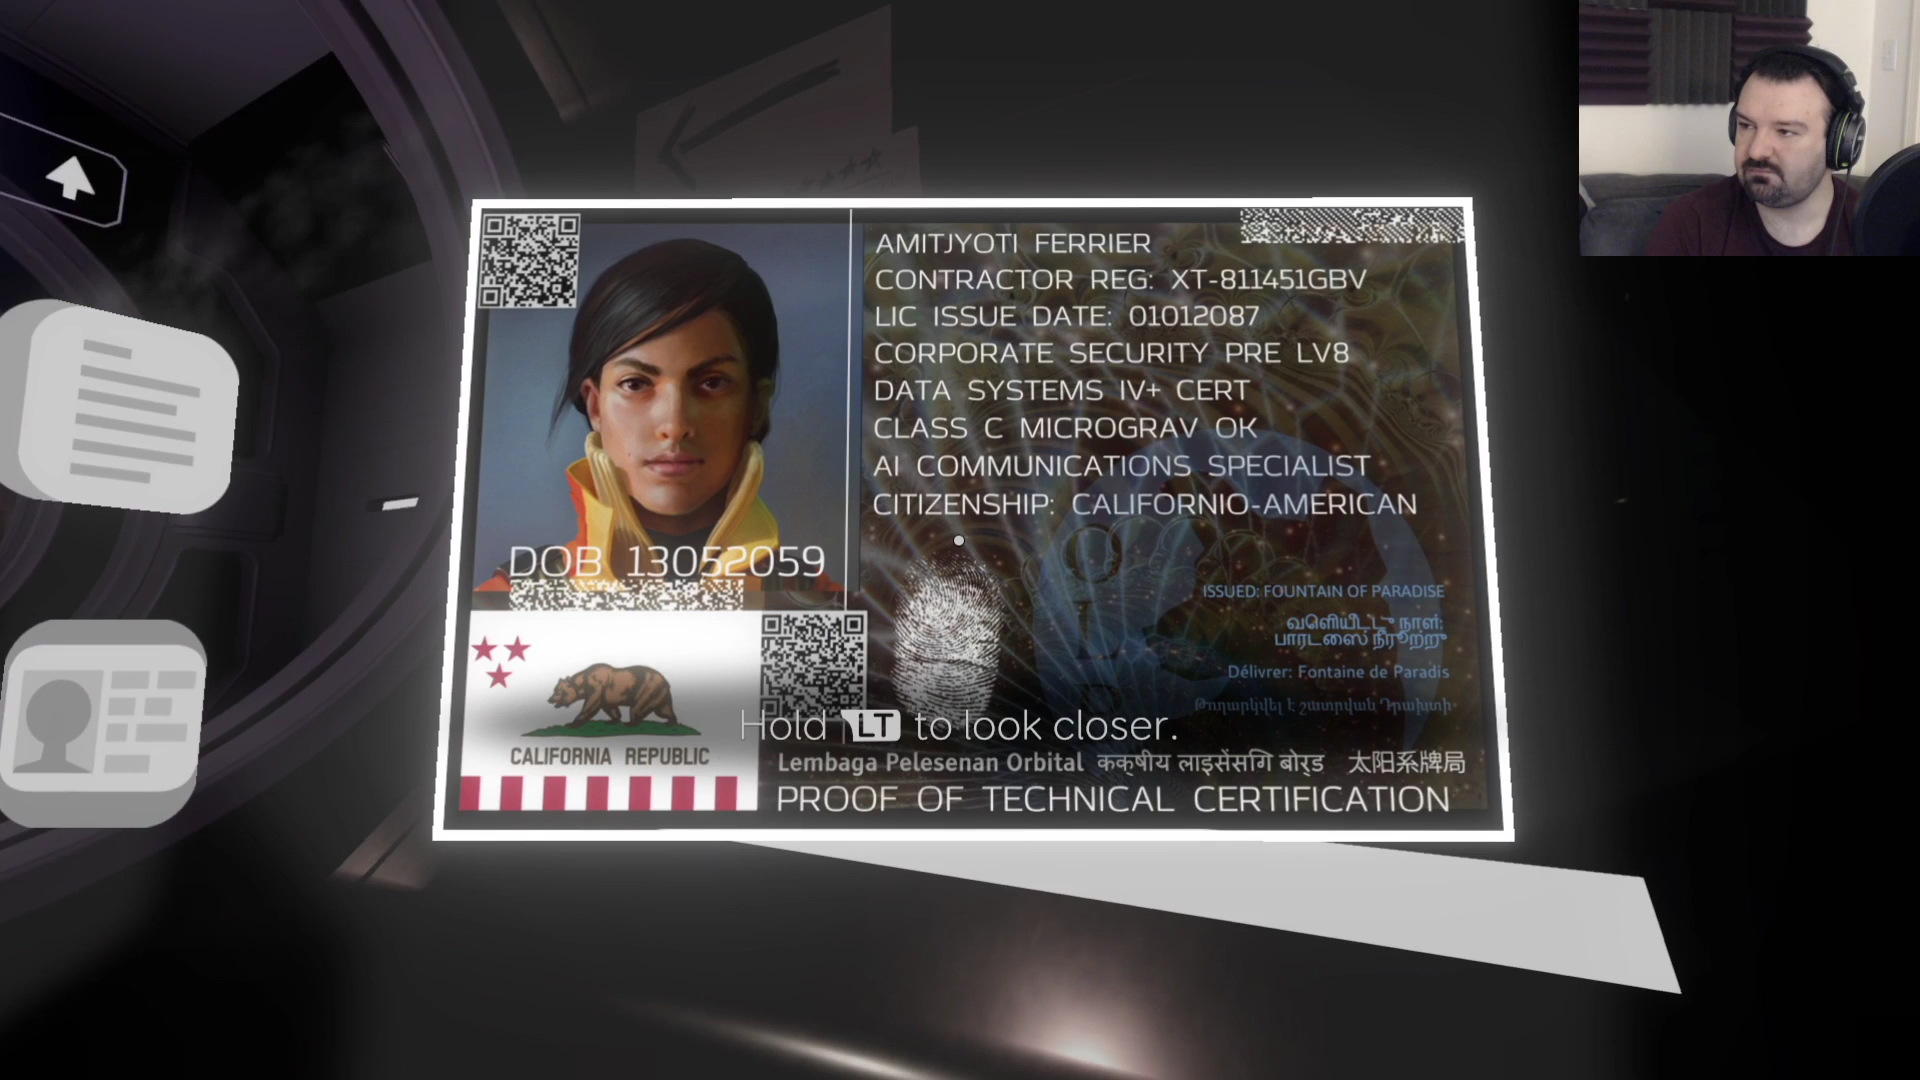 AMITJYOTI FERRIER
CONTRACTOR REG: XT-811451GBV
LIC ISSUE DATE: 01012087
CORPORATE SECURITY PRE LV8
DATA SYSTEMS IV+ CERT
CLASS C MICROGRAV OK
AI COMMUNICATIONS SPECIALIST
CITIZENSHIP: CALIFORNIO-AMERICAN
DOB 13052059
ISSUED: FOUNTAIN OF PARADISE
Délivrer: Fontaine de Paradis
Hold LT to look closer.
CALIFORNIA REPUBLIC
Lembaga Pelesenan Orbital कक्षीय लाइसेंसगि बोर्ड 太阳系牌局
PROOF OF TECHNICAL CERTIFICATION